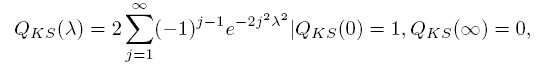 Q_{KS}(\lambda) = 2 \sum_{j=1}^{\infty} (-1)^{j-1} e^{-2j^2\lambda^2} | Q_{KS}(0) = 1, Q_{KS}(\infty) = 0,